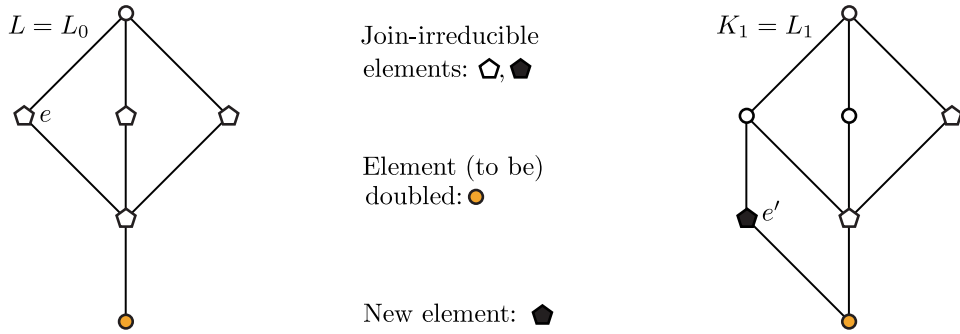 L = L₀
e
Join-irreducible
elements: ,
Element (to be)
doubled:
New element:
K₁ = L₁
e′